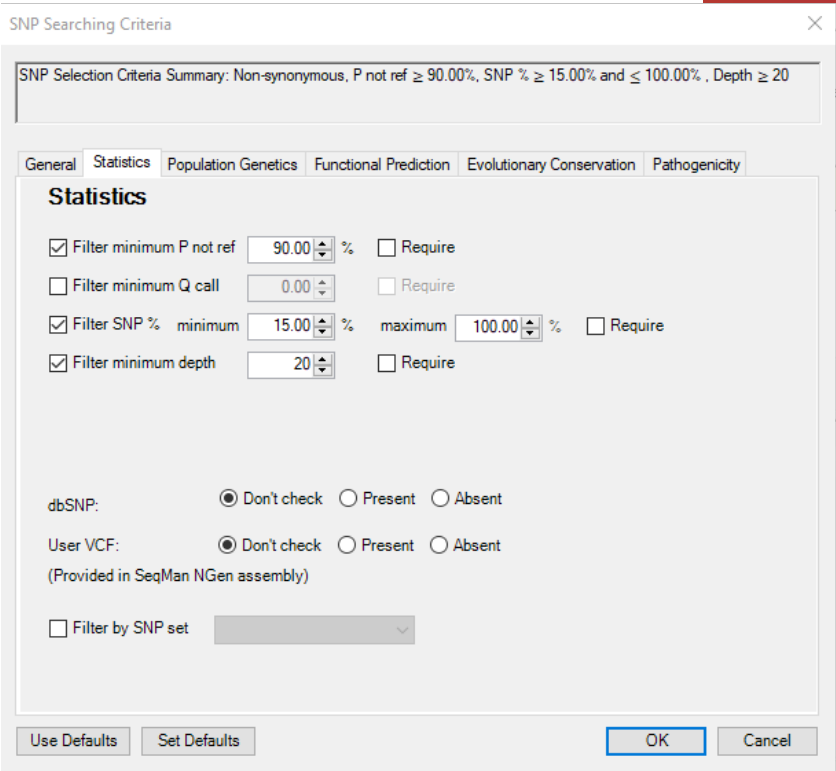 SNP Searching Criteria
SNP Selection Criteria Summary: Non-synonymous, P not ref ≥ 90.00%, SNP % ≥ 15.00% and ≤ 100.00% , Depth ≥ 20
General Statistics Population Genetics Functional Prediction Evolutionary Conservation Pathogenicity
Statistics
Filter minimum P not ref 90.00 % Require
Filter minimum Q call 0.00 Require
Filter SNP % minimum 15.00 % maximum 100.00 % Require
Filter minimum depth 20 Require
dbSNP: Don't check Present Absent
User VCF: Don't check Present Absent
(Provided in SeqMan NGen assembly)
Filter by SNP set
Use Defaults Set Defaults OK Cancel